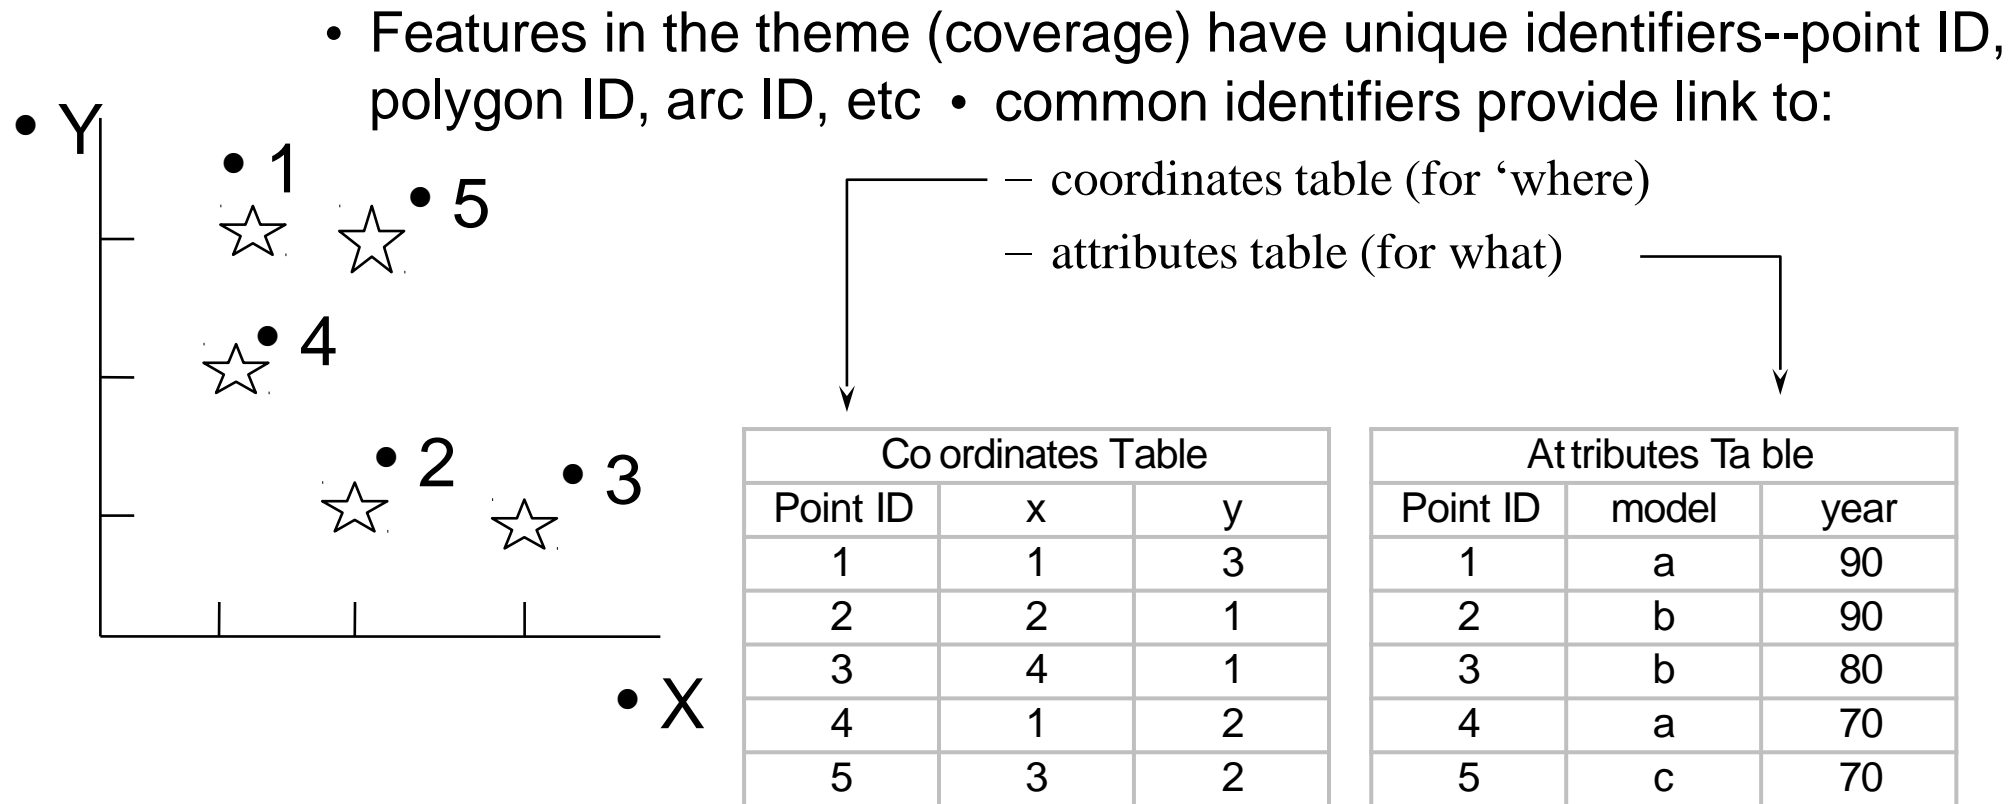 • Features in the theme (coverage) have unique identifiers--point ID,
polygon ID, arc ID, etc • common identifiers provide link to:
– coordinates table (for ‘where)
– attributes table (for what)
• Y
• 1
• 5
• 4
• 2
• 3
• X
Co ordinates Table
Point ID x y
1 1 3
2 2 1
3 4 1
4 1 2
5 3 2
At tributes Ta ble
Point ID model year
1 a 90
2 b 90
3 b 80
4 a 70
5 c 70